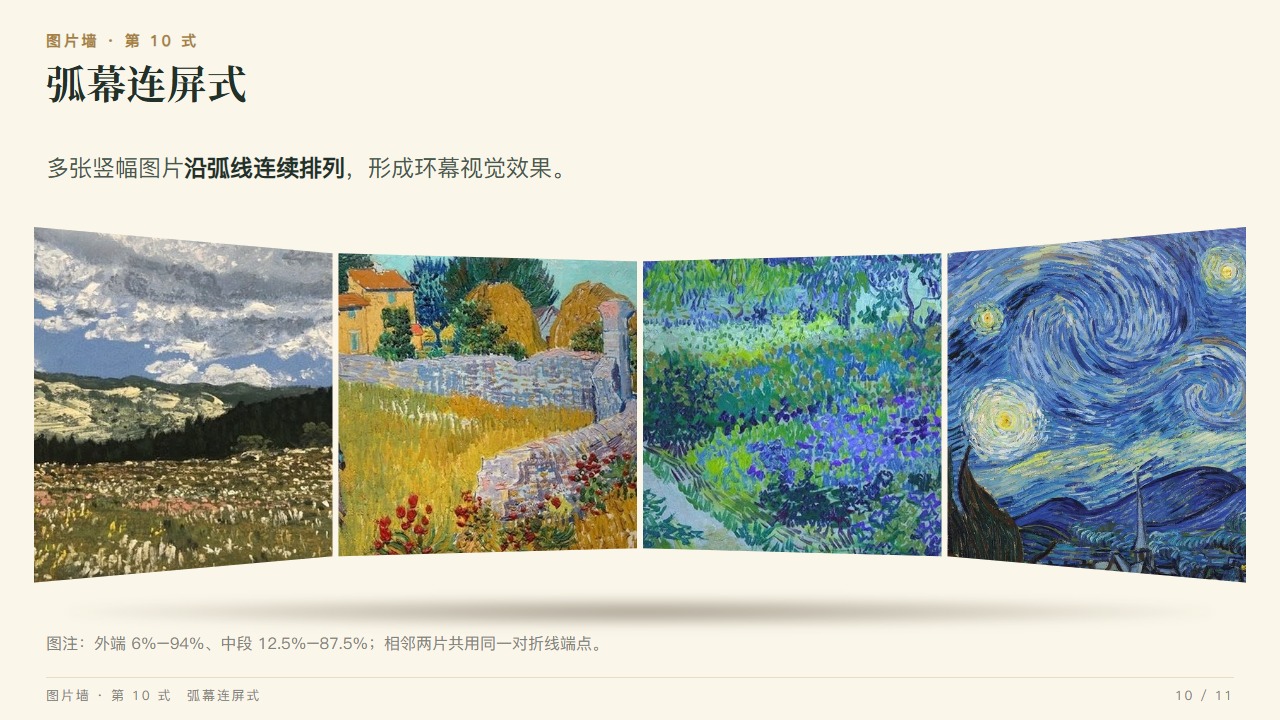 图片墙 · 第 10 式
弧幕连屏式
多张竖幅图片沿弧线连续排列，形成环幕视觉效果。
图注：外端 6%—94%、中段 12.5%—87.5%；相邻两片共用同一对折线端点。
图片墙 · 第 10 式　弧幕连屏式
10 / 11